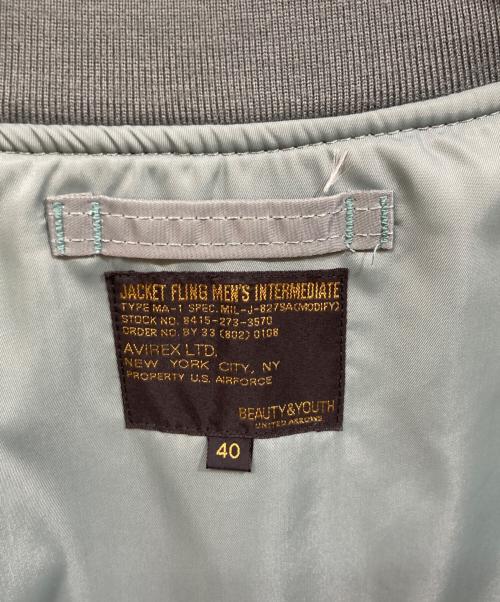 JACKET FLING MEN'S INTERMEDIATE
TYPE MA-1 SPEC. MIL-J-8279A(MODIFY)
STOCK NO. 8415-273-3570
ORDER NO. BY 33 (802) 0108
AVIREX LTD.
NEW YORK CITY, NY
PROPERTY U.S. AIRFORCE
BEAUTY&YOUTH
UNITED ARROWS
40